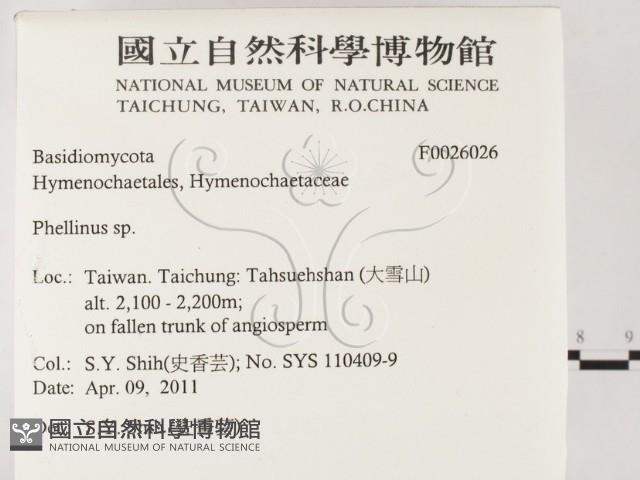 國立自然科學博物館
NATIONAL MUSEUM OF NATURAL SCIENCE
TAICHUNG, TAIWAN, R.O.CHINA
Basidiomycota F0026026
Hymenochaetales, Hymenochaetaceae
Phellinus sp.
Loc.: Taiwan. Taichung: Tahsuehshan (大雪山)
alt. 2,100 - 2,200m;
on fallen trunk of angiosperm
Col.: S.Y. Shih(史香芸); No. SYS 110409-9
Date: Apr. 09, 2011
國立自然科學博物館
NATIONAL MUSEUM OF NATURAL SCIENCE
8 9